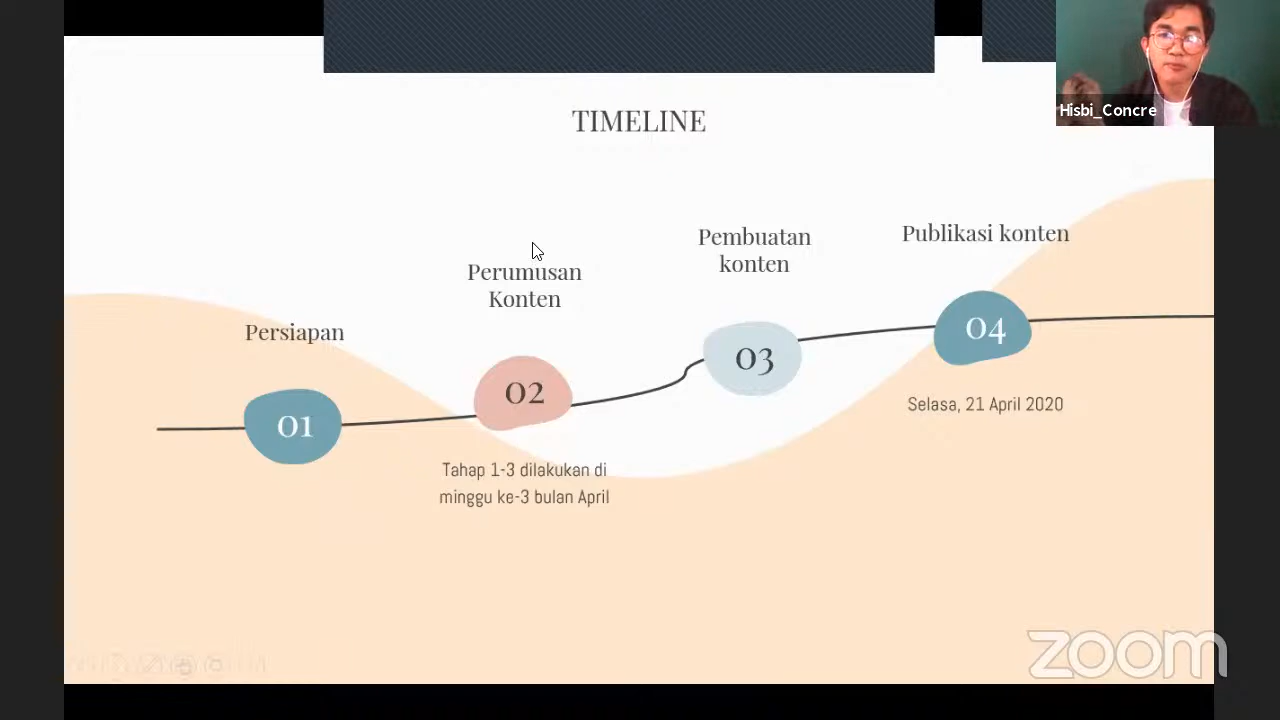 Hisbi_Concre
TIMELINE
Persiapan
01
Perumusan
Konten
02
Tahap 1-3 dilakukan di
minggu ke-3 bulan April
Pembuatan
konten
03
Publikasi konten
04
Selasa, 21 April 2020
zoom